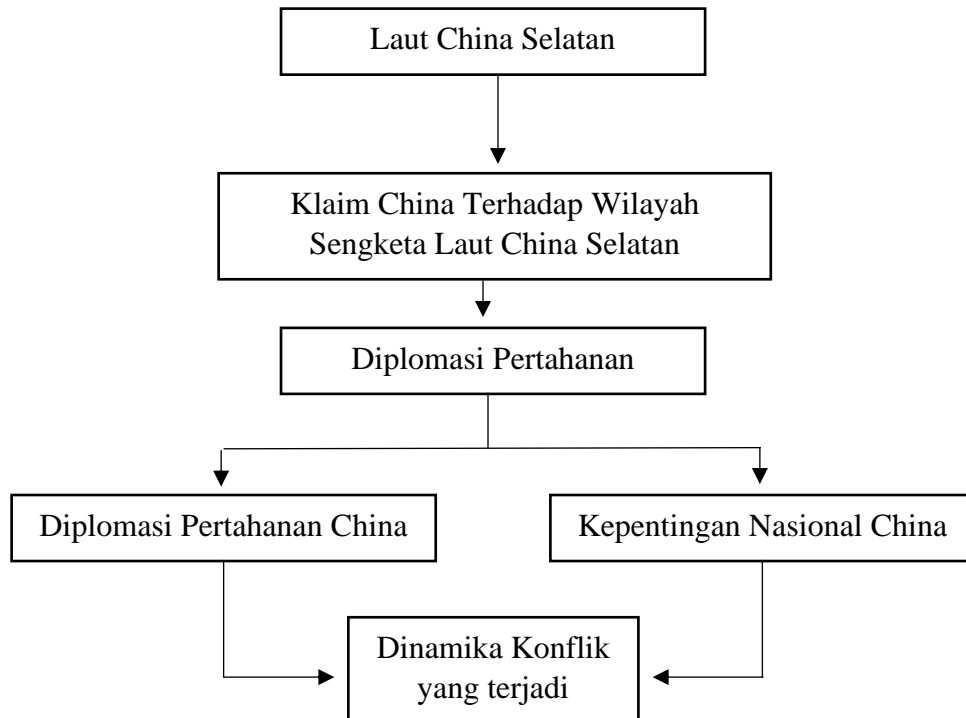 Laut China Selatan
Klaim China Terhadap Wilayah
Sengketa Laut China Selatan
Diplomasi Pertahanan
Diplomasi Pertahanan China
Kepentingan Nasional China
Dinamika Konflik
yang terjadi